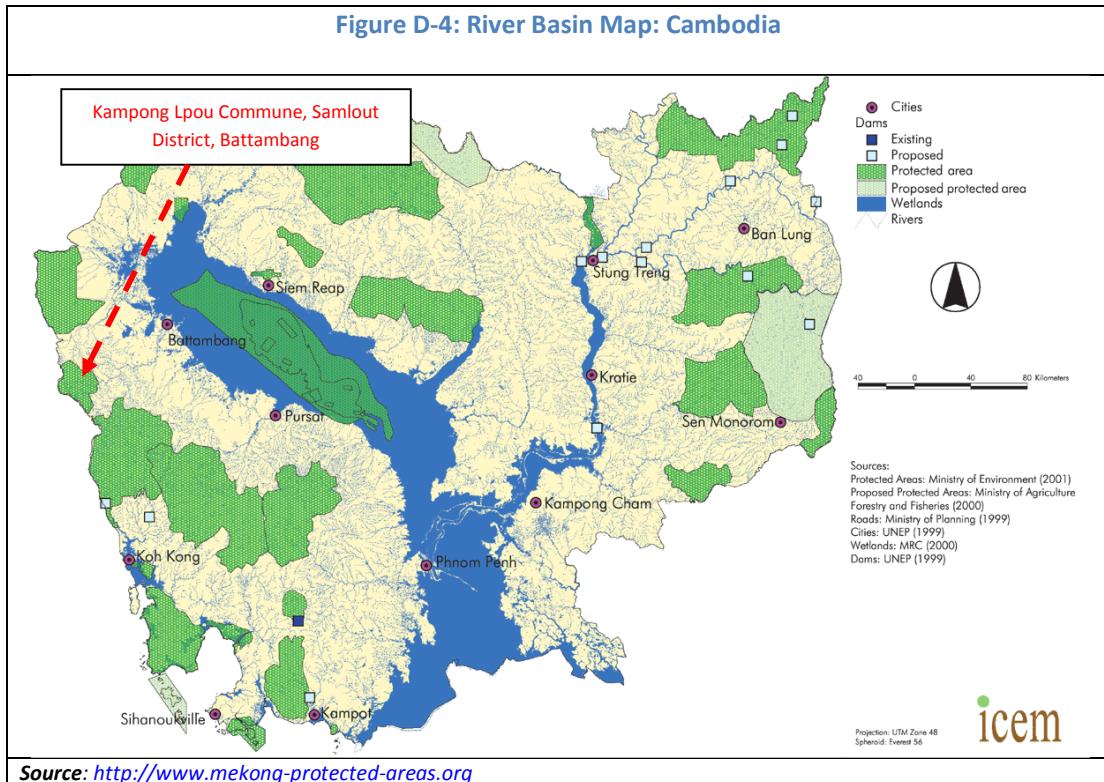 Figure D-4: River Basin Map: Cambodia
Kampong Lpou Commune, Samlout
District, Battambang
Cities
Dams
Existing
Proposed
Protected area
Proposed protected area
Wetlands
Rivers
Ban Lung
Stung Treng
Siem Reap
Battambang
Kratie
40 0 40 80 Kilometers
Pursat
Sen Monorom
Sources:
Protected Areas: Ministry of Environment (2001)
Proposed Protected Areas: Ministry of Agriculture
Forestry and Fisheries (2000)
Roads: Ministry of Planning (1999)
Cities: UNEP (1999)
Wetlands: MRC (2000)
Dams: UNEP (1999)
Kampong Cham
Koh Kong
Phnom Penh
Sihanoukville
Kampot
Projection: UTM Zone 48
Spheroid: Everest 56
icem
Source: http://www.mekong-protected-areas.org